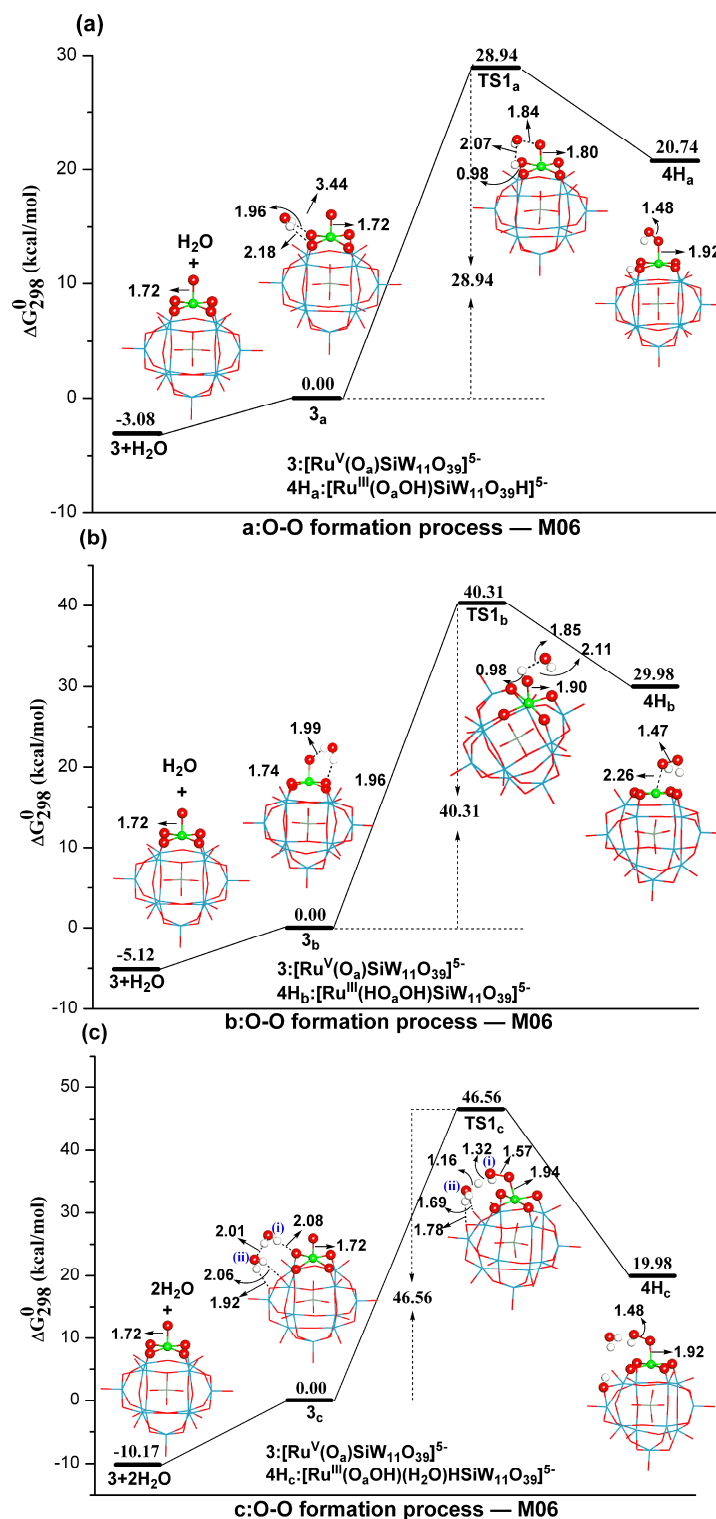 (a)
30
20
10
0
-10
ΔG⁰₂₉₈ (kcal/mol)
28.94
TS1ₐ
1.84
2.07
1.80
0.98
20.74
4Hₐ
1.48
1.92
3.44
1.96
1.72
2.18
H₂O
+
1.72
28.94
0.00
3ₐ
-3.08
3+H₂O
3:[Ruⱽ(Oₐ)SiW₁₁O₃₉]⁵⁻
4Hₐ:[Ruᴵᴵᴵ(OₐOH)SiW₁₁O₃₉H]⁵⁻
a:O-O formation process — M06
(b)
40
30
20
10
0
-10
ΔG⁰₂₉₈ (kcal/mol)
40.31
TS1_b
1.85
2.11
0.98
1.90
29.98
4H_b
1.47
2.26
1.99
1.74
1.96
H₂O
+
1.72
40.31
0.00
3_b
-5.12
3+H₂O
3:[Ruⱽ(Oₐ)SiW₁₁O₃₉]⁵⁻
4H_b:[Ruᴵᴵᴵ(HOₐOH)SiW₁₁O₃₉]⁵⁻
b:O-O formation process — M06
(c)
50
40
30
20
10
0
-10
ΔG⁰₂₉₈ (kcal/mol)
46.56
TS1_c
1.32
(i)
1.57
1.16
(ii)
1.94
1.69
1.78
19.98
4H_c
1.48
1.92
(i)
2.01
2.08
(ii)
1.72
2.06
1.92
2H₂O
+
1.72
46.56
0.00
3_c
-10.17
3+2H₂O
3:[Ruⱽ(Oₐ)SiW₁₁O₃₉]⁵⁻
4H_c:[Ruᴵᴵᴵ(OₐOH)(H₂O)HSiW₁₁O₃₉]⁵⁻
c:O-O formation process — M06